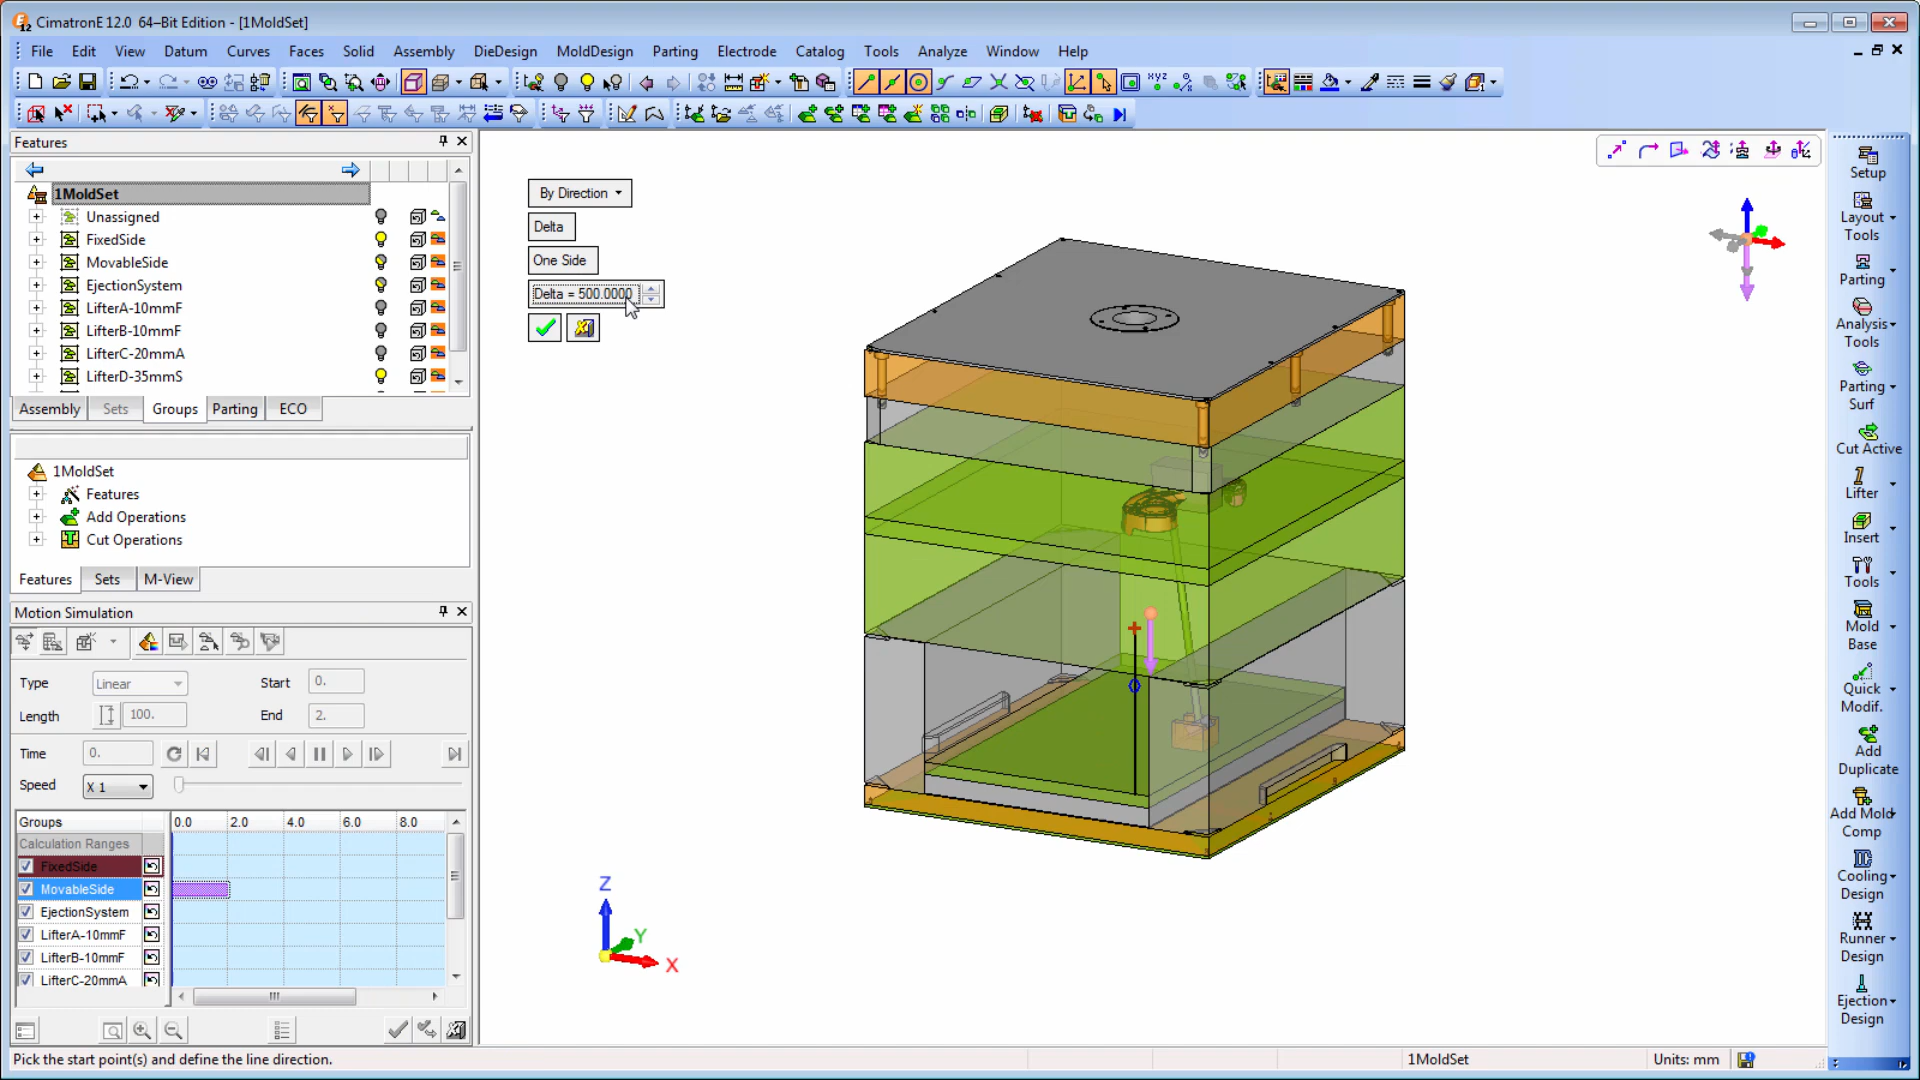 CimatronE 12.0 64–Bit Edition - [1MoldSet]
File Edit View Datum Curves Faces Solid Assembly DieDesign MoldDesign Parting Electrode Catalog Tools Analyze Window Help
Features
1MoldSet
Unassigned
FixedSide
MovableSide
EjectionSystem
LifterA-10mmF
LifterB-10mmF
LifterC-20mmA
LifterD-35mmS
Assembly Sets Groups Parting ECO
1MoldSet
Features
Add Operations
Cut Operations
Features Sets M-View
Motion Simulation
Type Linear Start 0.
Length 100. End 2.
Time 0.
Speed X 1
Groups 0.0 2.0 4.0 6.0 8.0
Calculation Ranges
FixedSide
MovableSide
EjectionSystem
LifterA-10mmF
LifterB-10mmF
LifterC-20mmA
By Direction
Delta
One Side
Delta = 500.0000
Z
Y
X
Setup
Layout
Tools
Parting
Analysis
Tools
Parting
Surf
Cut Active
Lifter
Insert
Tools
Mold
Base
Quick
Modif.
Add
Duplicate
Add Mold
Comp
Cooling
Design
Runner
Design
Ejection
Design
Pick the start point(s) and define the line direction. 1MoldSet Units: mm